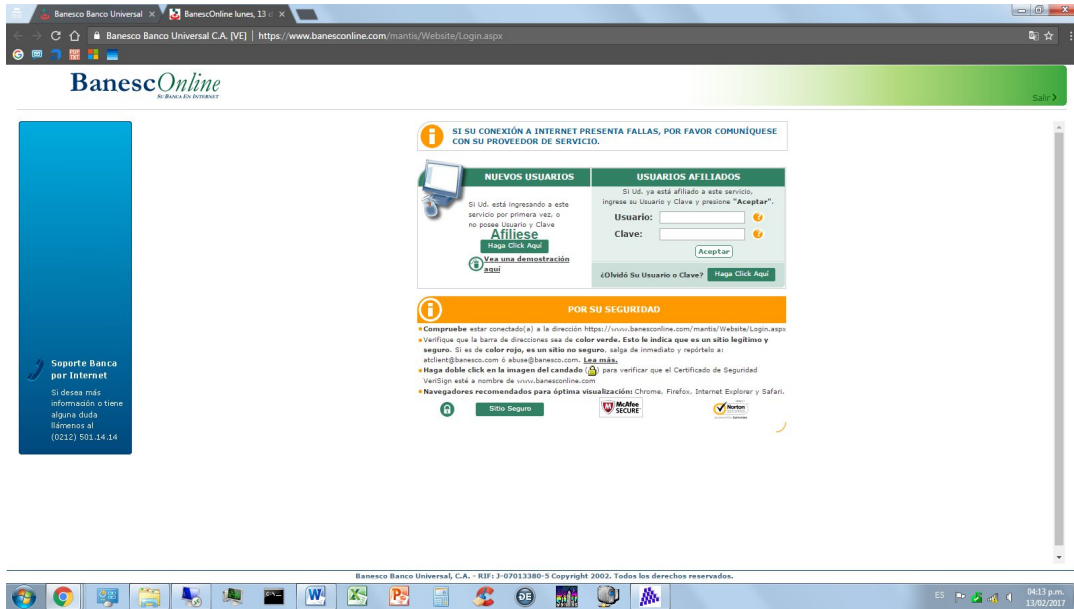 Banesco Banco Universal
BanescOnline lunes, 13 d
Banesco Banco Universal C.A. [VE] | https://www.banesconline.com/mantis/Website/Login.aspx
PDF
TXT
BanescOnline
SU BANCA EN INTERNET
Salir
SI SU CONEXIÓN A INTERNET PRESENTA FALLAS, POR FAVOR COMUNÍQUESE
CON SU PROVEEDOR DE SERVICIO.
NUEVOS USUARIOS
Si Ud. está ingresando a este
servicio por primera vez, o
no posee Usuario y Clave
Afíliese
Haga Click Aquí
Vea una demostración
aquí
USUARIOS AFILIADOS
Si Ud. ya está afiliado a este servicio,
ingrese su Usuario y Clave y presione "Aceptar".
Usuario:
Clave:
Aceptar
¿Olvidó Su Usuario o Clave?
Haga Click Aquí
POR SU SEGURIDAD
Compruebe estar conectado(a) a la dirección https://www.banesconline.com/mantis/Website/Login.aspx
Verifique que la barra de direcciones sea de color verde. Esto le indica que es un sitio legítimo y
seguro. Si es de color rojo, es un sitio no seguro, salga de inmediato y repórtelo a:
atclient@banesco.com ó abuse@banesco.com. Lea más.
Haga doble click en la imagen del candado ( ) para verificar que el Certificado de Seguridad
VeriSign esté a nombre de www.banesconline.com
Navegadores recomendados para óptima visualización: Chrome, Firefox, Internet Explorer y Safari.
Sitio Seguro
McAfee
SECURE
Norton
Soporte Banca
por Internet
Si desea más
información o tiene
alguna duda
llámenos al
(0212) 501.14.14
Banesco Banco Universal, C.A. - RIF: J-07013380-5 Copyright 2002. Todos los derechos reservados.
ES
04:13 p.m.
13/02/2017